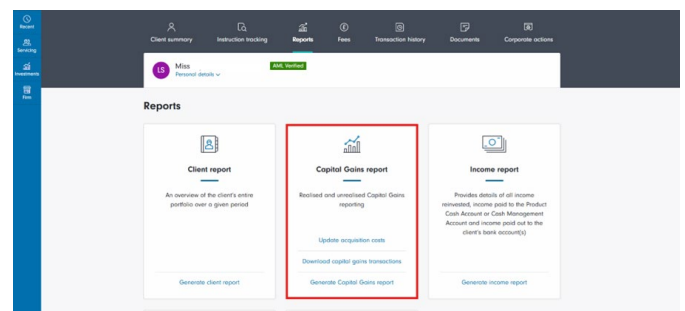 Recent
Servicing
Investments
Firm
Client summary
Instruction tracking
Reports
Fees
Transaction history
Documents
Corporate actions
LS
Miss
Personal details
AML Verified
Reports
Client report
An overview of the client's entire
portfolio over a given period
Generate client report
Capital Gains report
Realised and unrealised Capital Gains
reporting
Update acquisition costs
Download capital gains transactions
Generate Capital Gains report
Income report
Provides details of all income
reinvested, income paid to the Product
Cash Account or Cash Management
Account and income paid out to the
client's bank account(s)
Generate income report